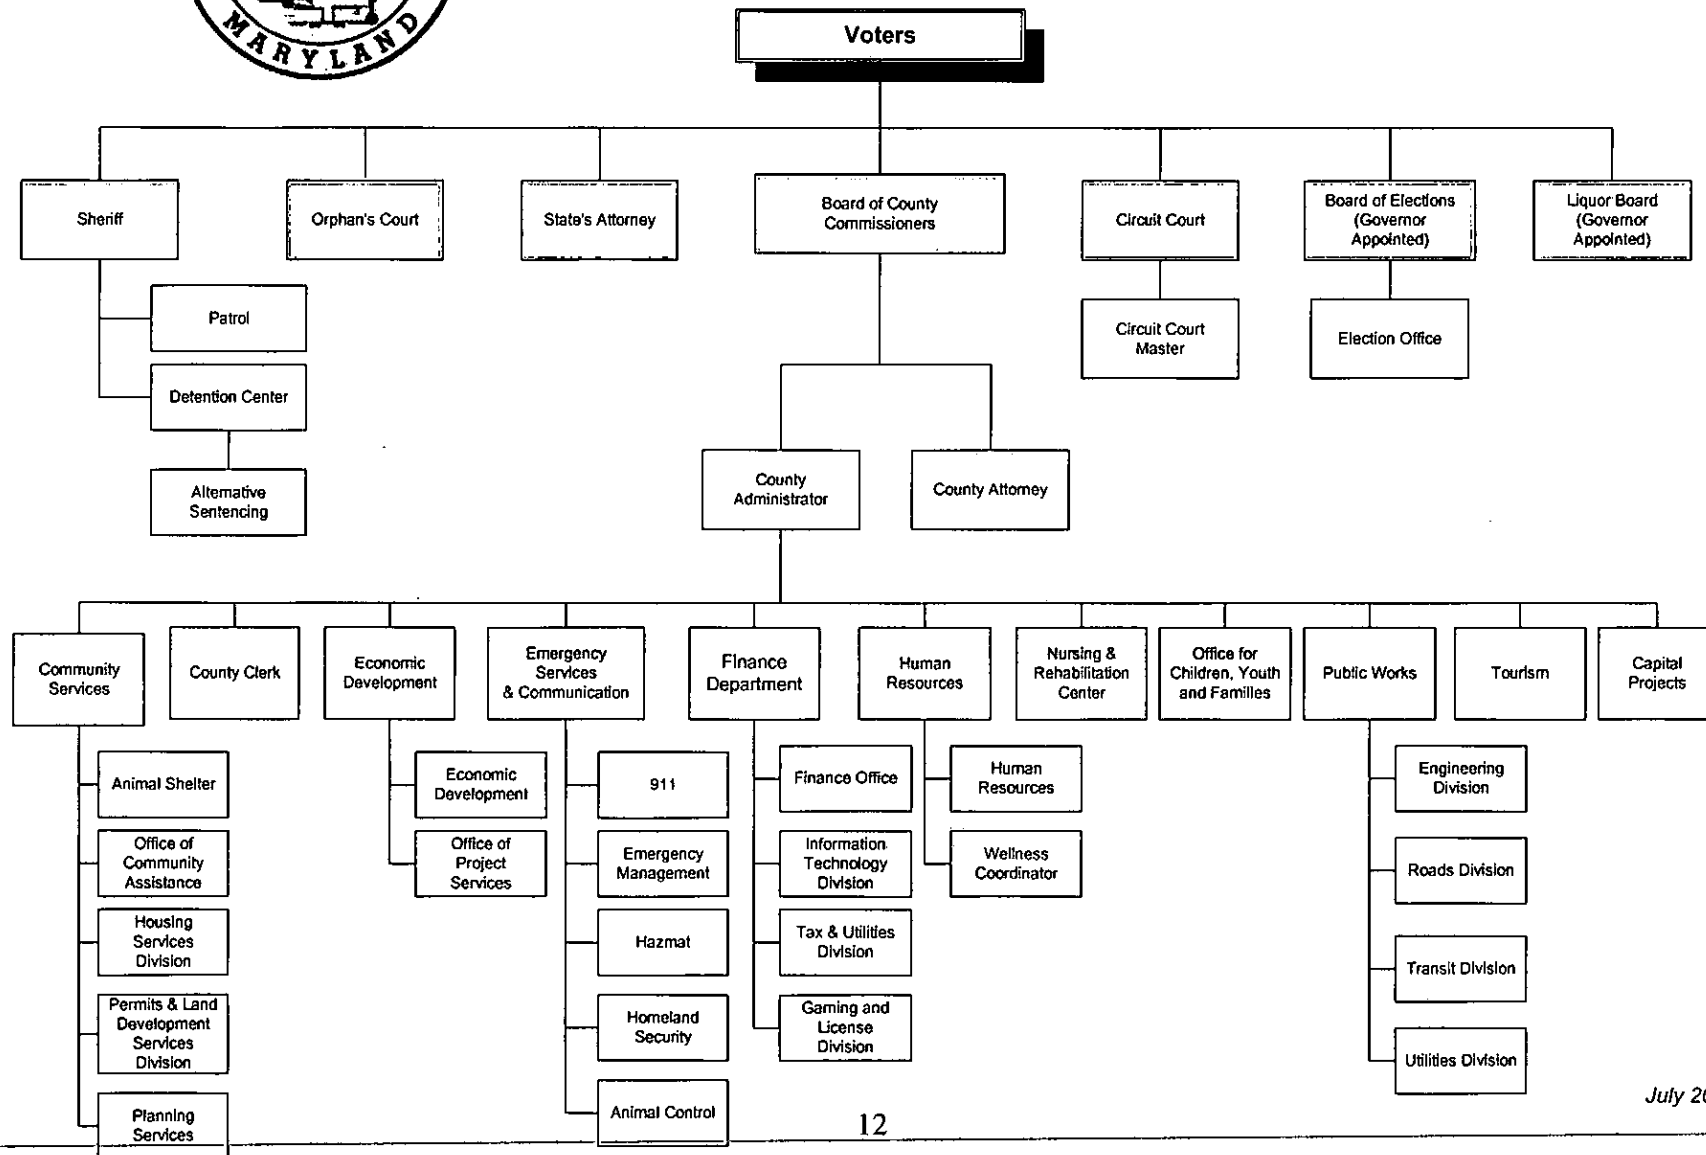 MARYLAND
Voters
Sheriff
Orphan's Court
State's Attorney
Board of County
Commissioners
Circuit Court
Board of Elections
(Governor
Appointed)
Liquor Board
(Governor
Appointed)
Patrol
Detention Center
Alternative
Sentencing
Circuit Court
Master
Election Office
County
Administrator
County Attorney
Community
Services
County Clerk
Economic
Development
Emergency
Services
& Communication
Finance
Department
Human
Resources
Nursing &
Rehabilitation
Center
Office for
Children, Youth
and Families
Public Works
Tourism
Capital
Projects
Animal Shelter
Office of
Community
Assistance
Housing
Services
Division
Permits & Land
Development
Services
Division
Planning
Services
Economic
Development
Office of
Project
Services
911
Emergency
Management
Hazmat
Homeland
Security
Animal Control
Finance Office
Information
Technology
Division
Tax & Utilities
Division
Gaming and
License
Division
Human
Resources
Wellness
Coordinator
Engineering
Division
Roads Division
Transit Division
Utilities Division
July 20
12